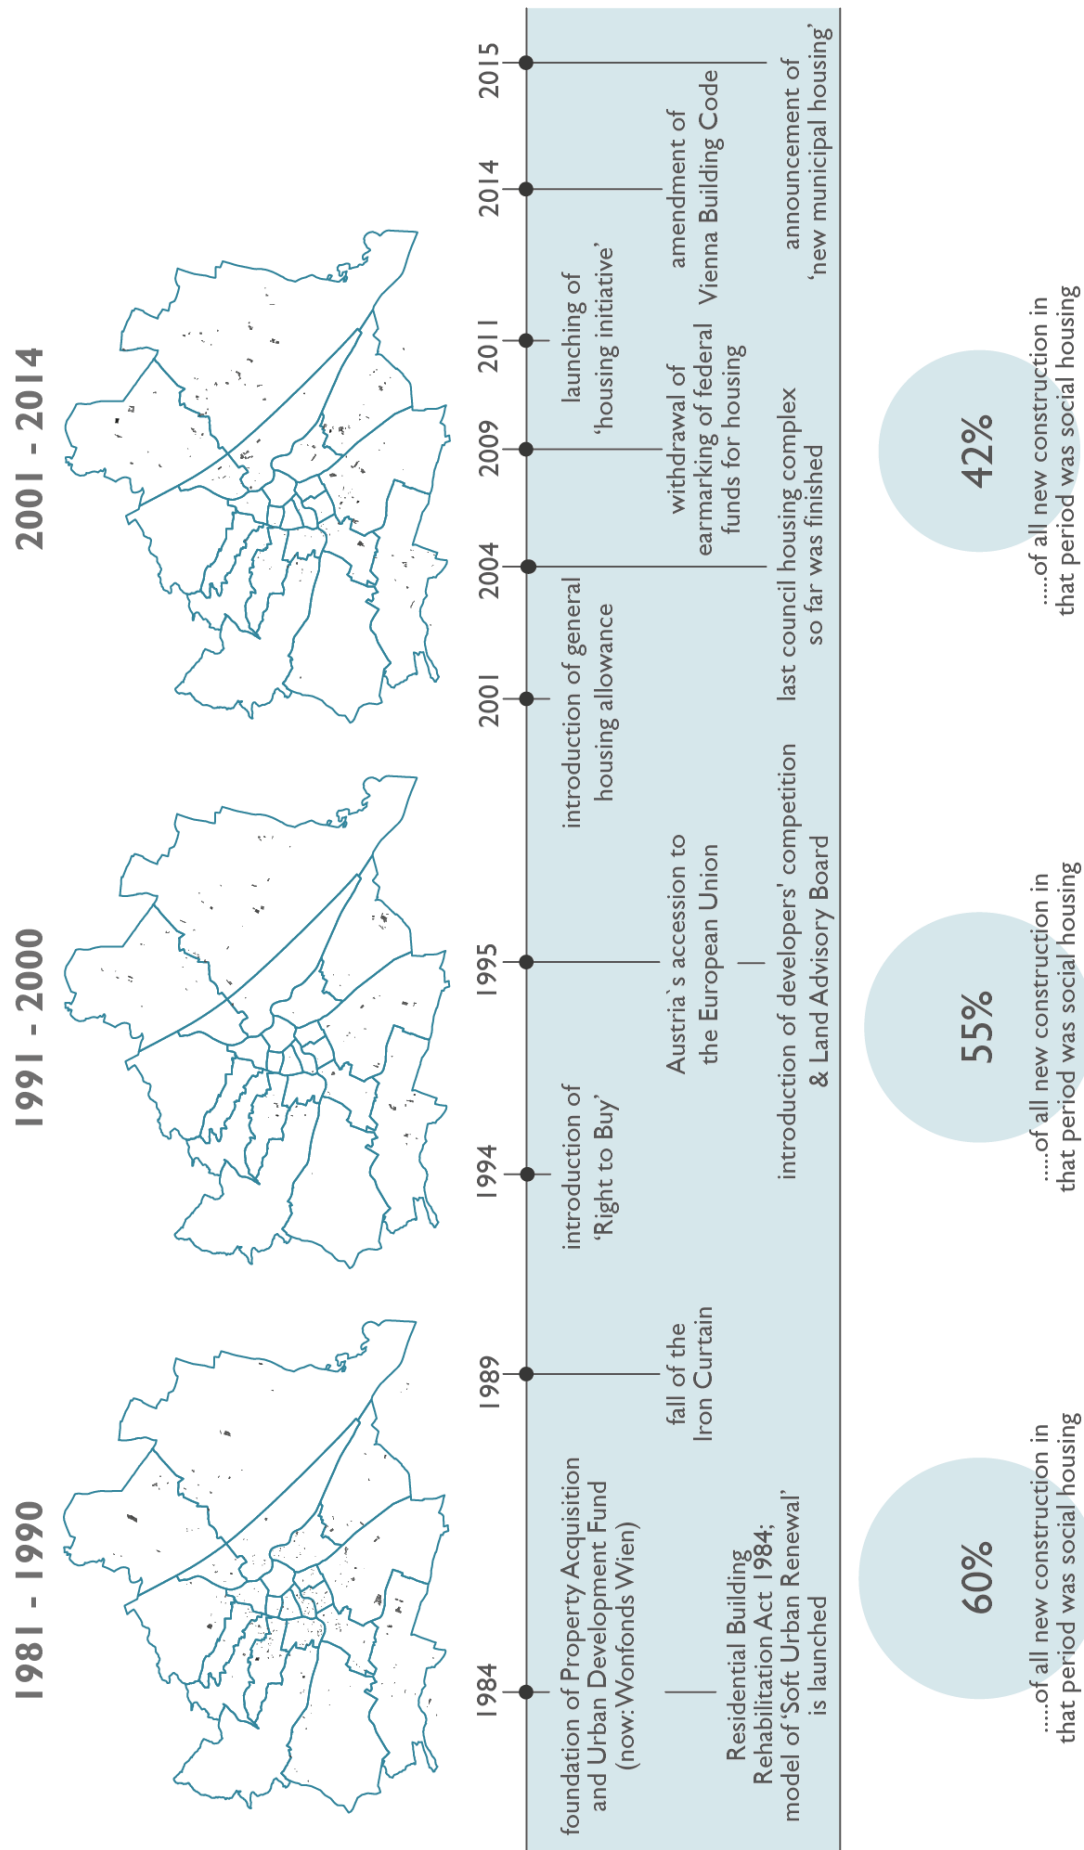 1981 - 1990
1991 - 2000
2001 - 2014
1984
1989
1994
1995
2001
2004
2009
2011
2014
2015
foundation of Property Acquisition
and Urban Development Fund
(now: Wonfonds Wien)
Residential Building
Rehabilitation Act 1984;
model of ‘Soft Urban Renewal’
is launched
fall of the
Iron Curtain
introduction of
‘Right to Buy’
Austria`s accession to
the European Union
introduction of developers' competition
& Land Advisory Board
introduction of general
housing allowance
last council housing complex
so far was finished
withdrawal of
earmarking of federal
funds for housing
launching of
‘housing initiative’
amendment of
Vienna Building Code
announcement of
‘new municipal housing’
60%
.....of all new construction in
that period was social housing
55%
.....of all new construction in
that period was social housing
42%
.....of all new construction in
that period was social housing